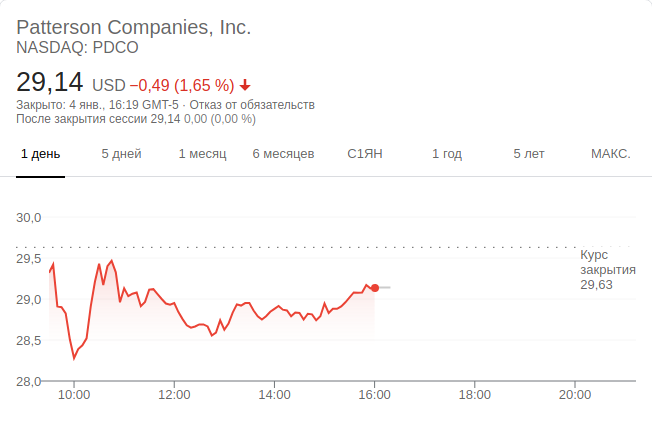 Patterson Companies, Inc.
NASDAQ: PDCO
29,14 USD −0,49 (1,65 %)
Закрыто: 4 янв., 16:19 GMT-5 · Отказ от обязательств
После закрытия сессии 29,14 0,00 (0,00 %)
1 день 5 дней 1 месяц 6 месяцев С1ЯН 1 год 5 лет МАКС.
30,0
29,5
Курс
закрытия
29,63
29,0
28,5
28,0
10:00 12:00 14:00 16:00 18:00 20:00